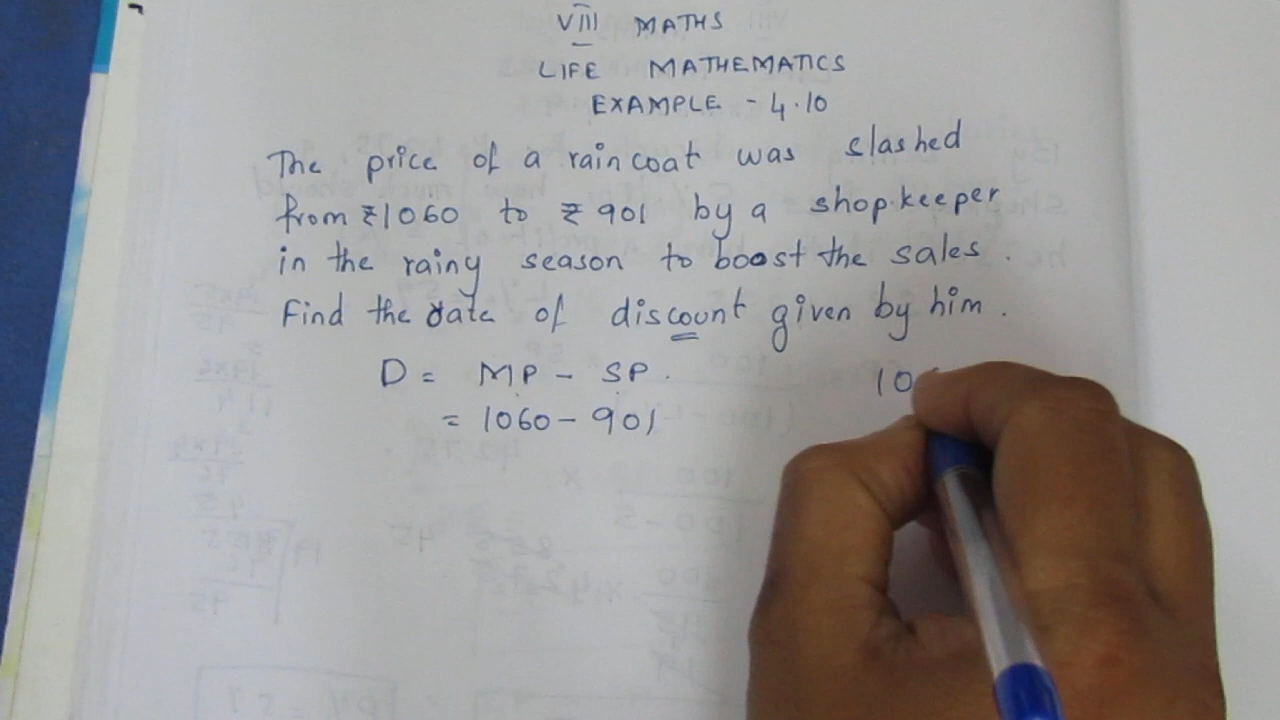 VIII MATHS
LIFE MATHEMATICS
EXAMPLE - 4.10
The price of a rain coat was slashed
from ₹1060 to ₹901 by a shopkeeper
in the rainy season to boost the sales.
Find the rate of discount given by him.
D = MP - SP.
= 1060 - 901
10